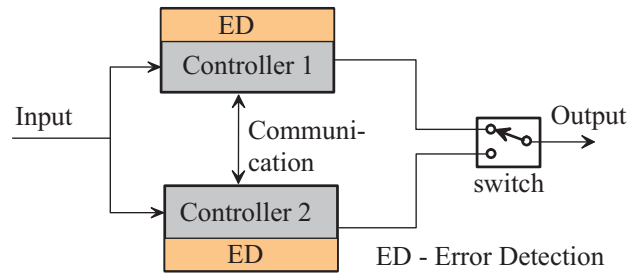 ED
Controller 1
Input
Communi-
cation
Output
switch
Controller 2
ED
ED - Error Detection